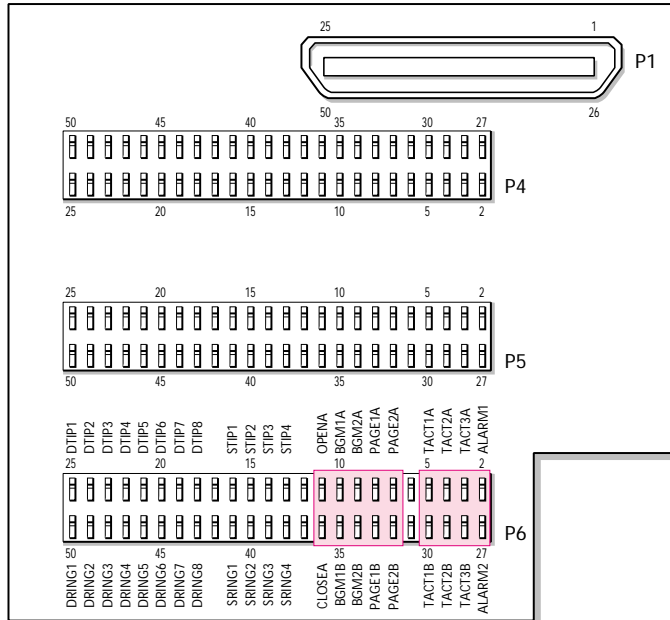 25 1
P1
50 26
50 45 40 35 30 27
P4
25 20 15 10 5 2
25 20 15 10 5 2
P5
50 45 40 35 30 27
DTIP1 DTIP2 DTIP3 DTIP4 DTIP5 DTIP6 DTIP7 DTIP8 STIP1 STIP2 STIP3 STIP4 OPENA BGM1A BGM2A PAGE1A PAGE2A TACT1A TACT2A TACT3A ALARM1
25 20 15 10 5 2
P6
50 45 40 35 30 27
DRING1 DRING2 DRING3 DRING4 DRING5 DRING6 DRING7 DRING8 SRING1 SRING2 SRING3 SRING4 CLOSEA BGM1B BGM2B PAGE1B PAGE2B TACT1B TACT2B TACT3B ALARM2